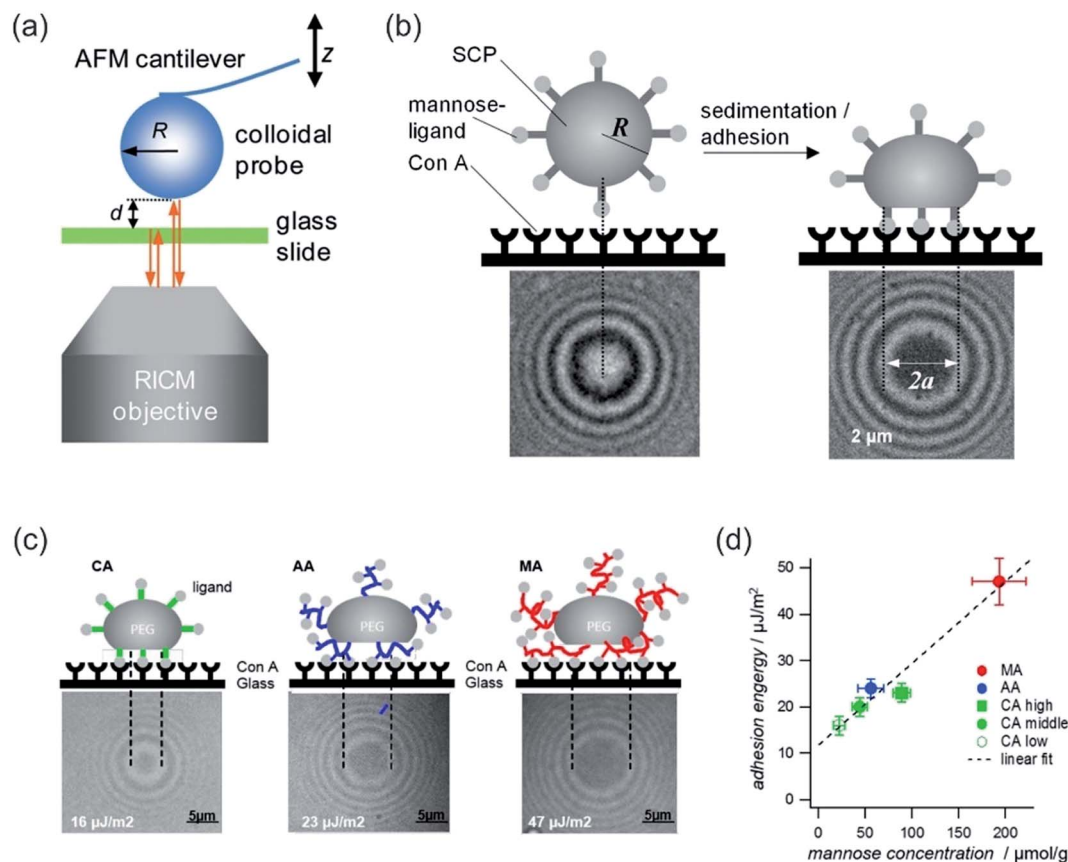 (a)
AFM cantilever
z
R
colloidal
probe
d
glass
slide
RICM
objective
(b)
SCP
mannose-
ligand
Con A
R
sedimentation /
adhesion
2a
2 µm
(c)
CA
ligand
PEG
Con A
Glass
16 µJ/m2
5µm
AA
PEG
23 µJ/m2
5µm
MA
PEG
Con A
Glass
47 µJ/m2
5µm
(d)
adhesion engergy / µJ/m²
50
40
30
20
10
0
MA
AA
CA high
CA middle
CA low
linear fit
0 50 100 150 200
mannose concentration / µmol/g